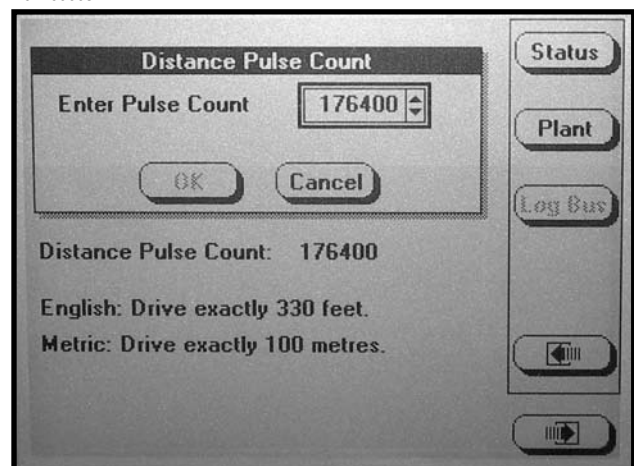 Distance Pulse Count
Enter Pulse Count 176400
OK Cancel
Distance Pulse Count: 176400
English: Drive exactly 330 feet.
Metric: Drive exactly 100 metres.
Status
Plant
Log Bus